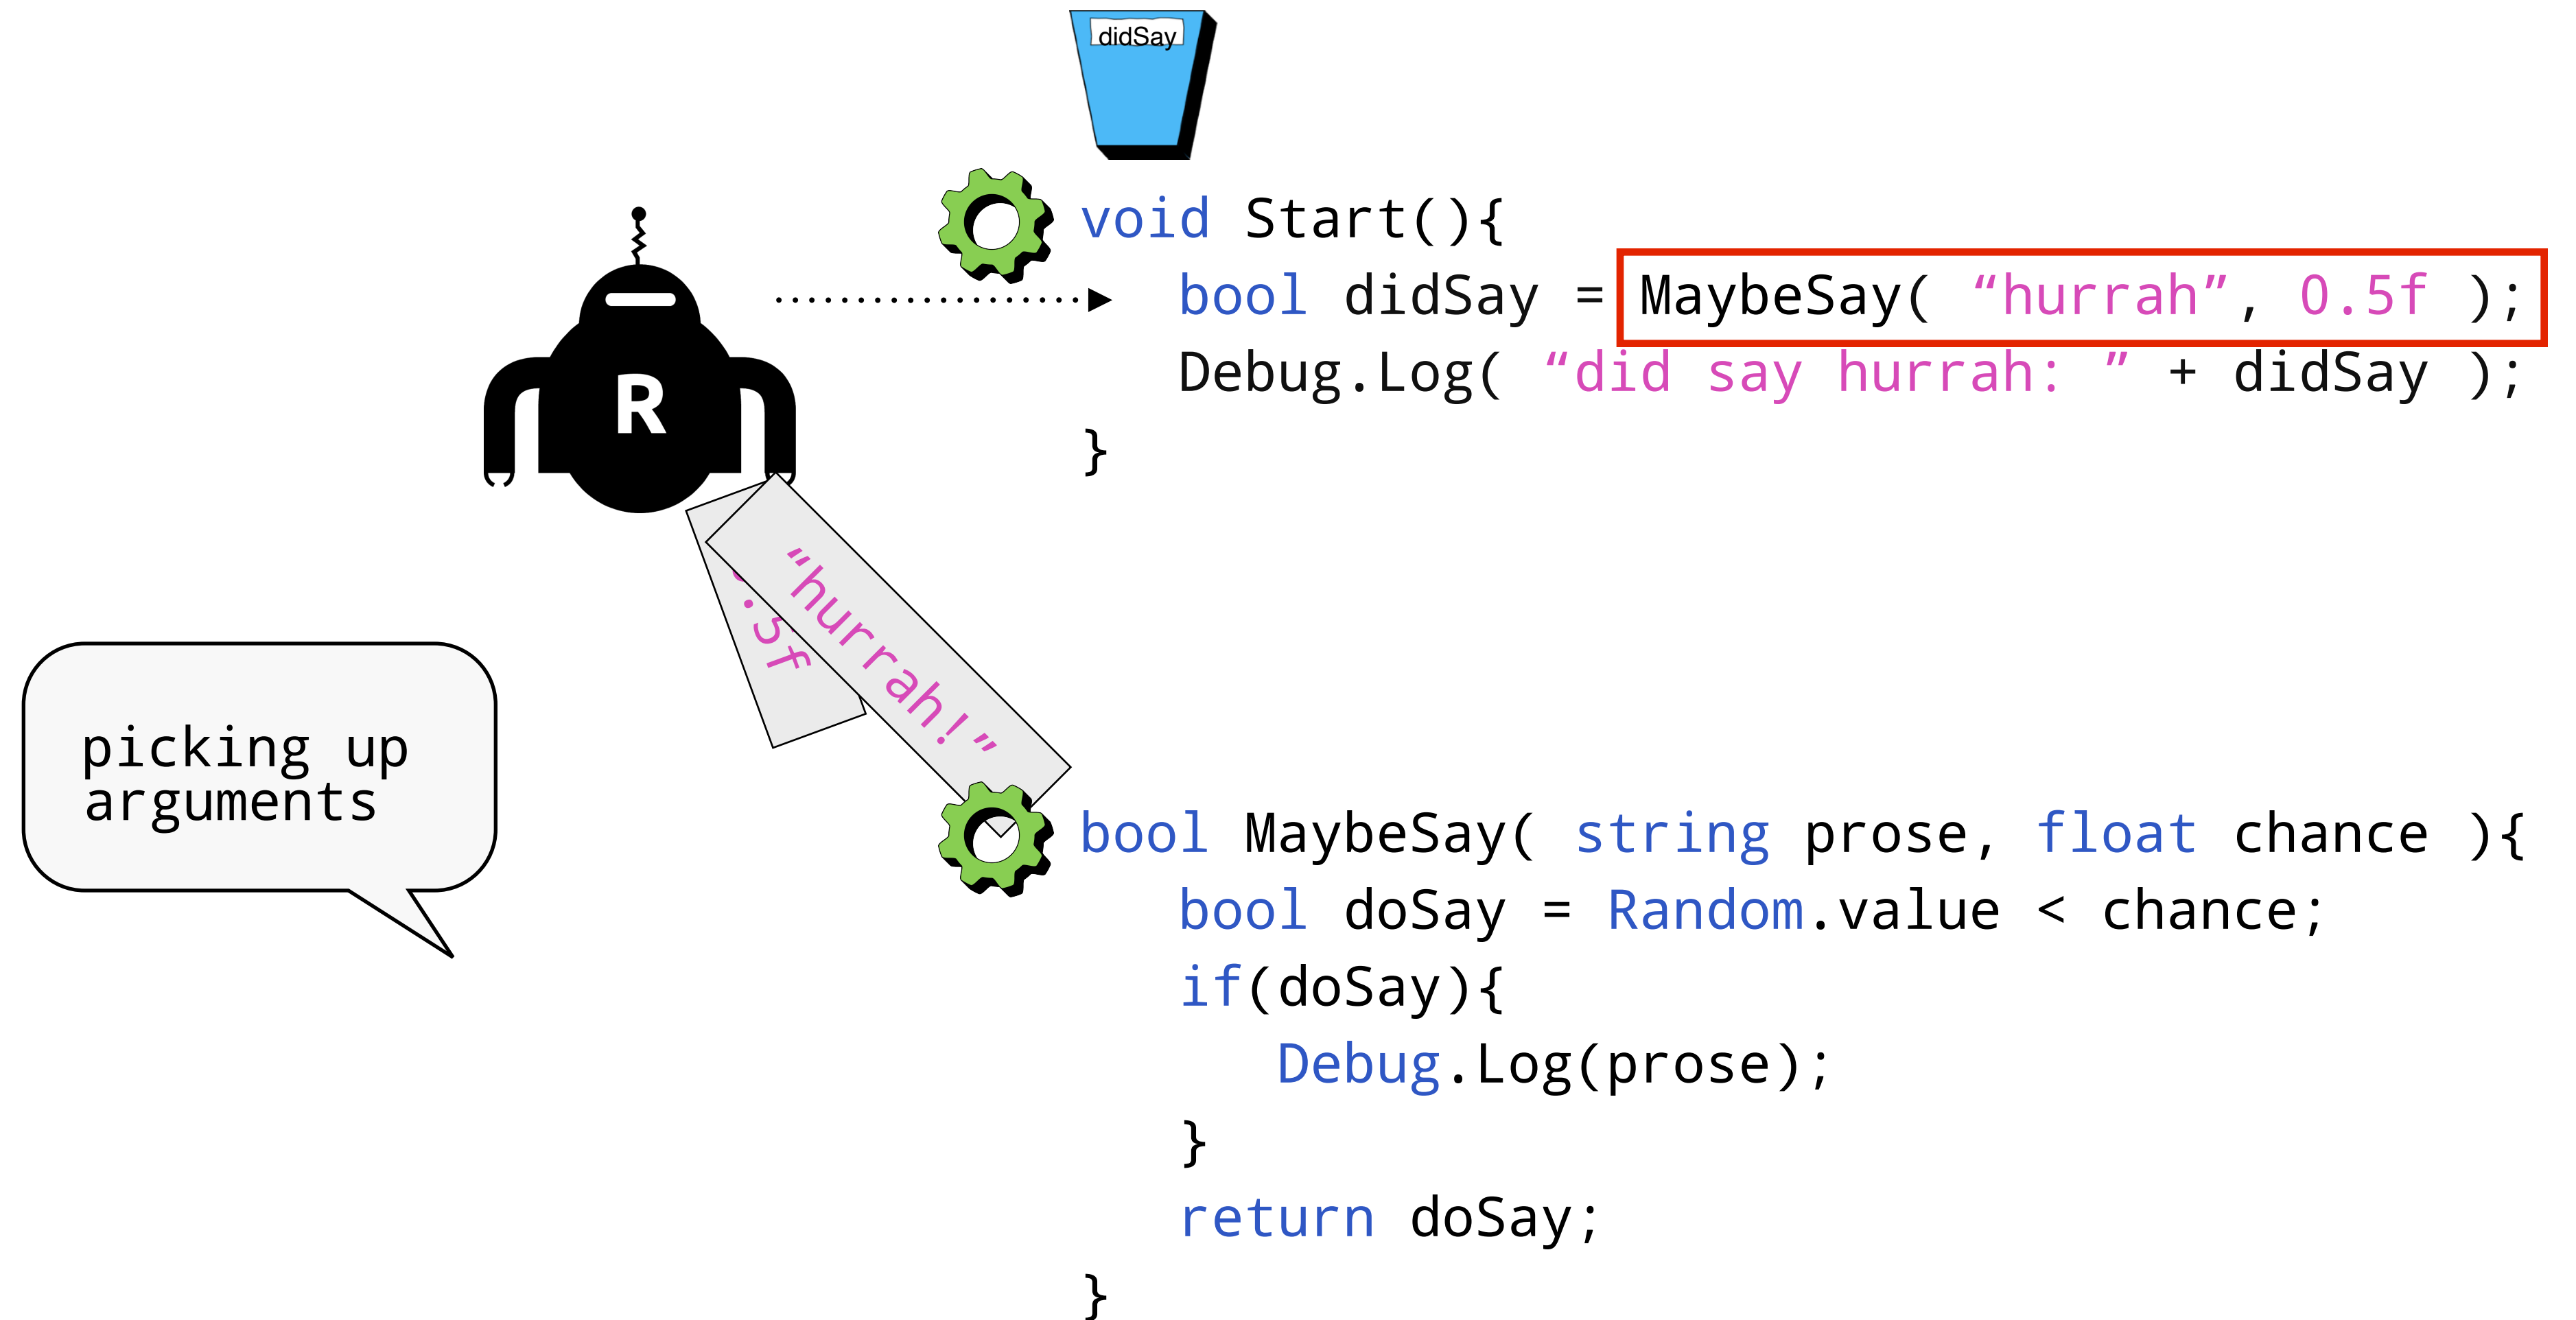 didSay
void Start(){
bool didSay = MaybeSay( “hurrah”, 0.5f );
Debug.Log( “did say hurrah: ” + didSay );
}
R
“hurrah!”
.5f
picking up
arguments
bool MaybeSay( string prose, float chance ){
bool doSay = Random.value < chance;
if(doSay){
Debug.Log(prose);
}
return doSay;
}